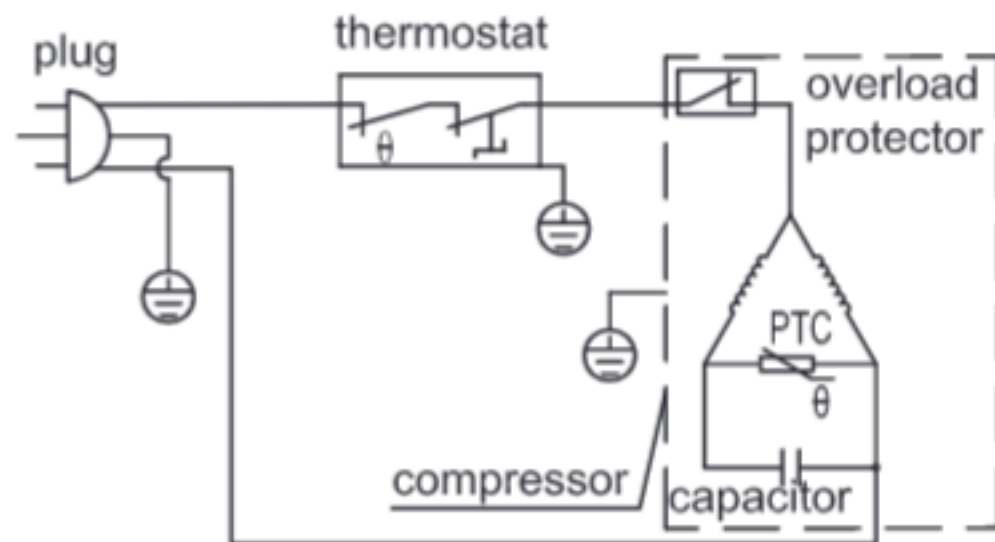 thermostat
plug
overload
protector
θ
PTC
θ
compressor
capacitor